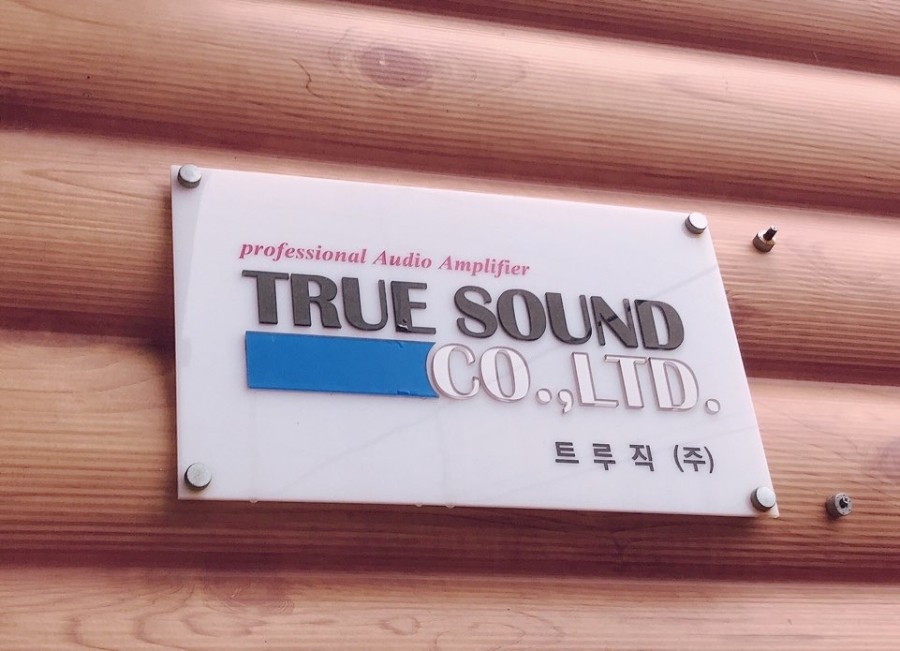 professional Audio Amplifier
TRUE SOUND
CO.,LTD.
트루직 (주)